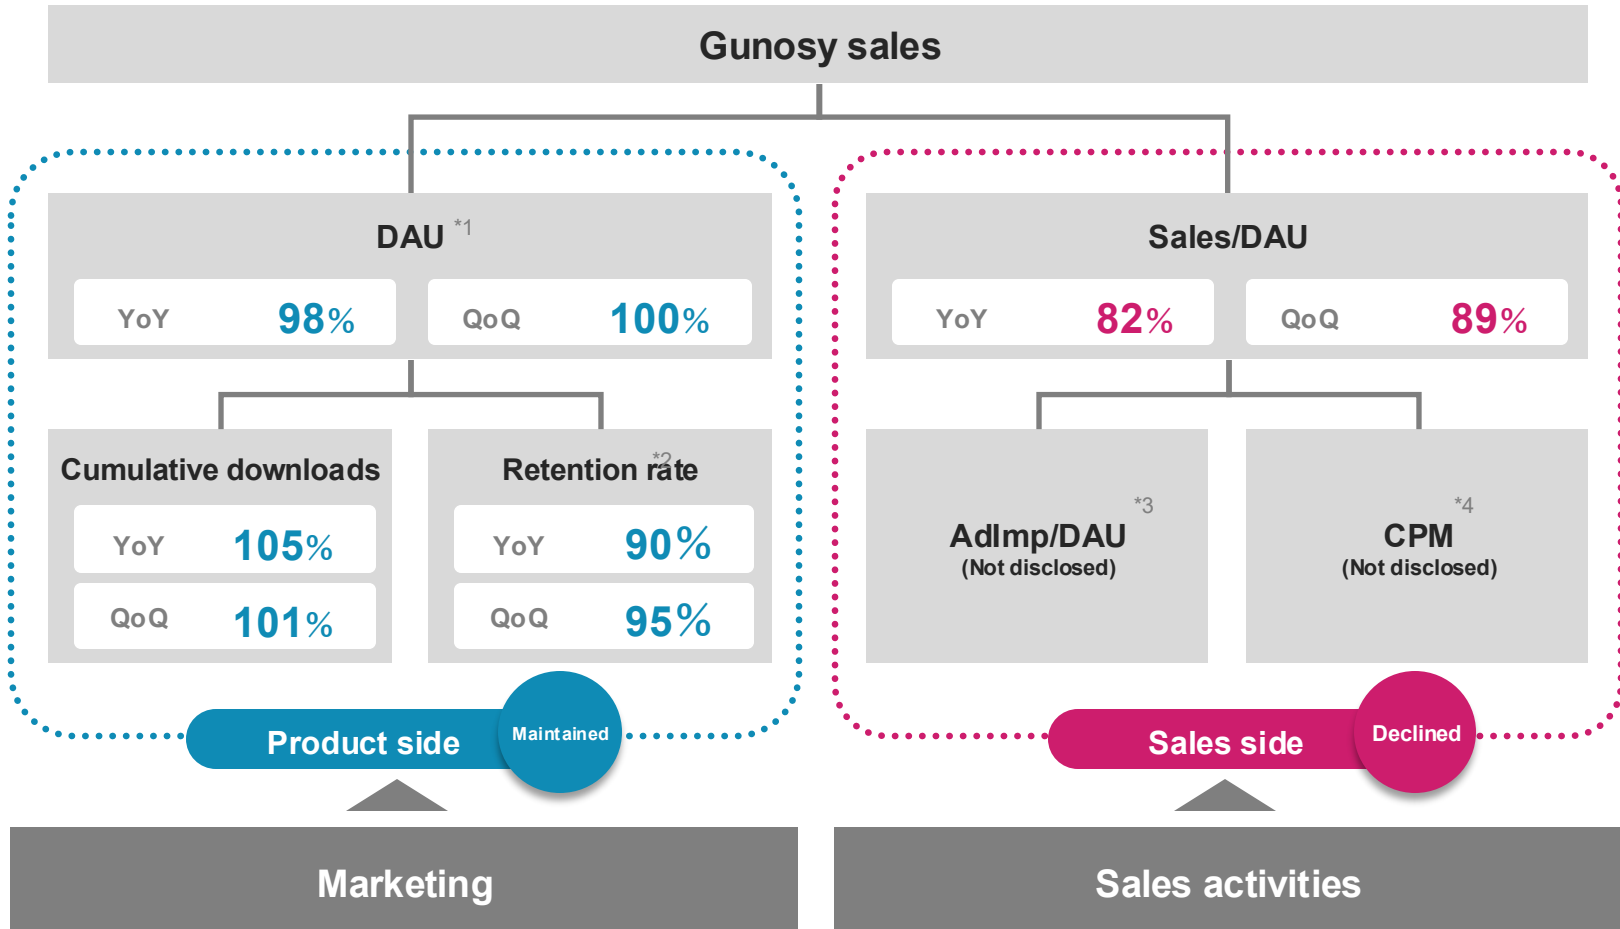 Gunosy sales
DAU *1
YoY 98%
QoQ 100%
Sales/DAU
YoY 82%
QoQ 89%
Cumulative downloads
YoY 105%
QoQ 101%
Retention rate *2
YoY 90%
QoQ 95%
AdImp/DAU *3
(Not disclosed)
CPM *4
(Not disclosed)
Product side
Maintained
Sales side
Declined
Marketing
Sales activities